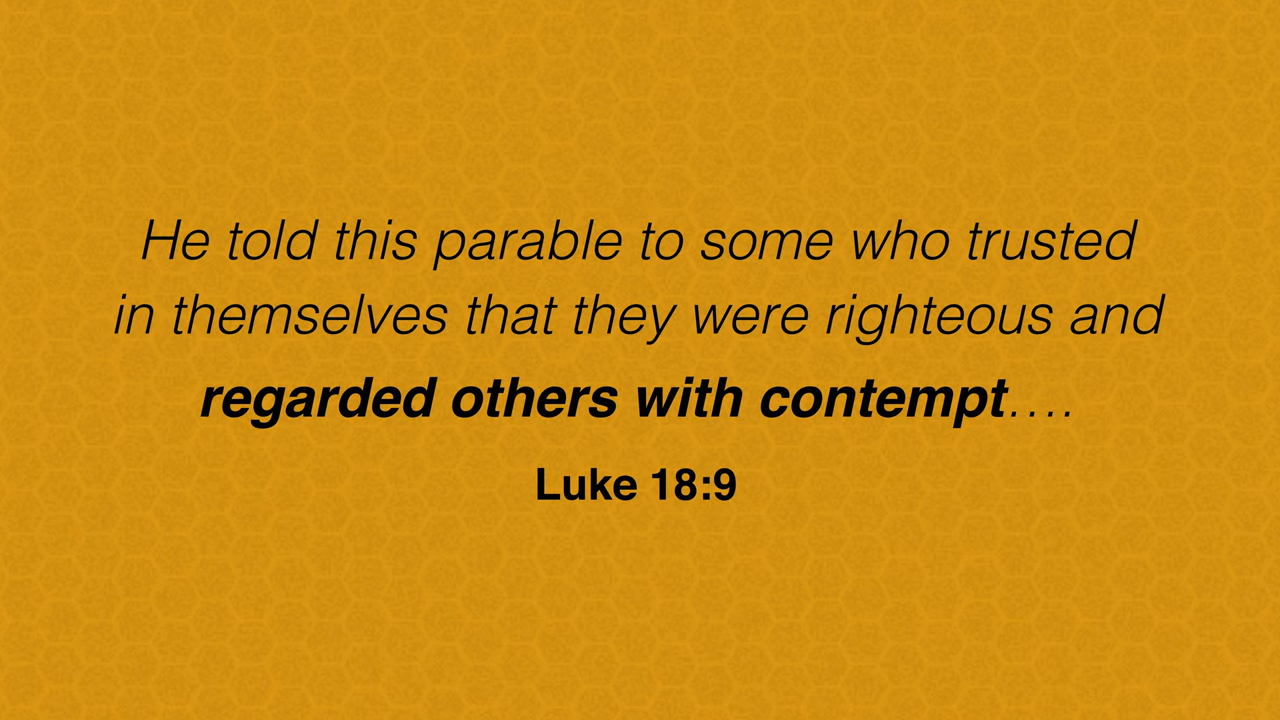 He told this parable to some who trusted
in themselves that they were righteous and
regarded others with contempt….
Luke 18:9